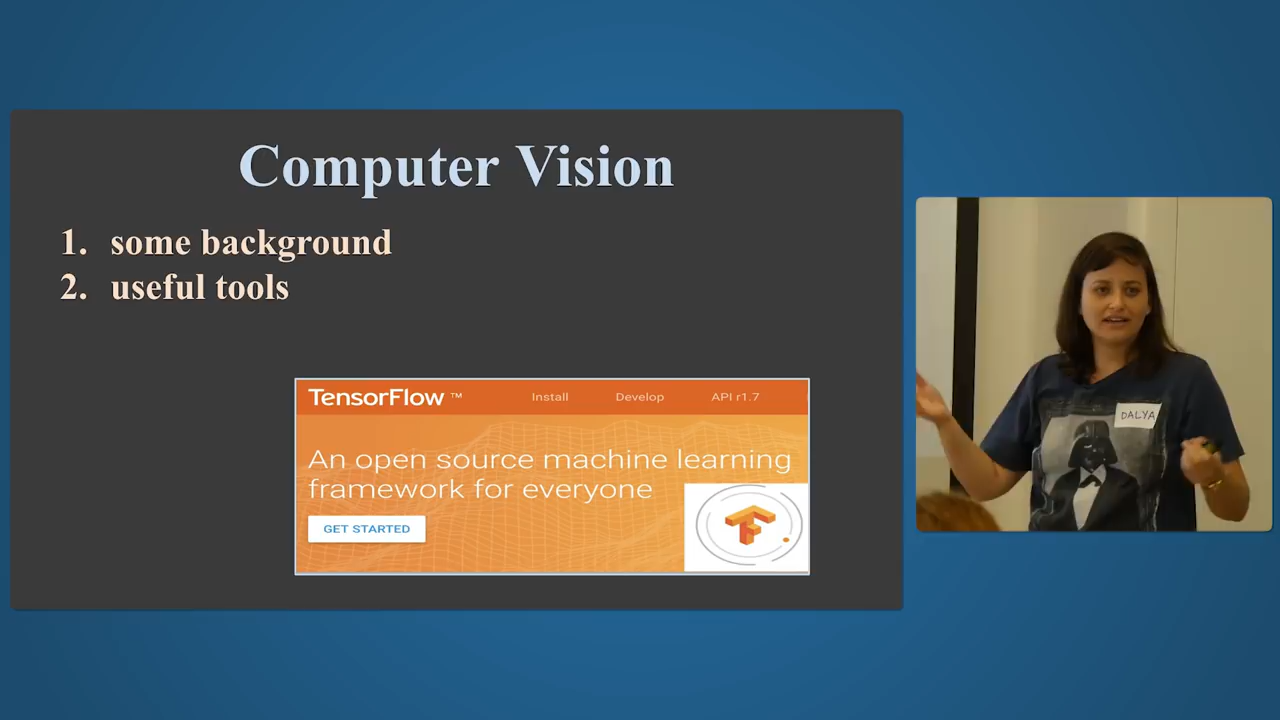 Computer Vision
1. some background
2. useful tools
TensorFlow ™
Install Develop API r1.7
An open source machine learning
framework for everyone
GET STARTED
DALYA